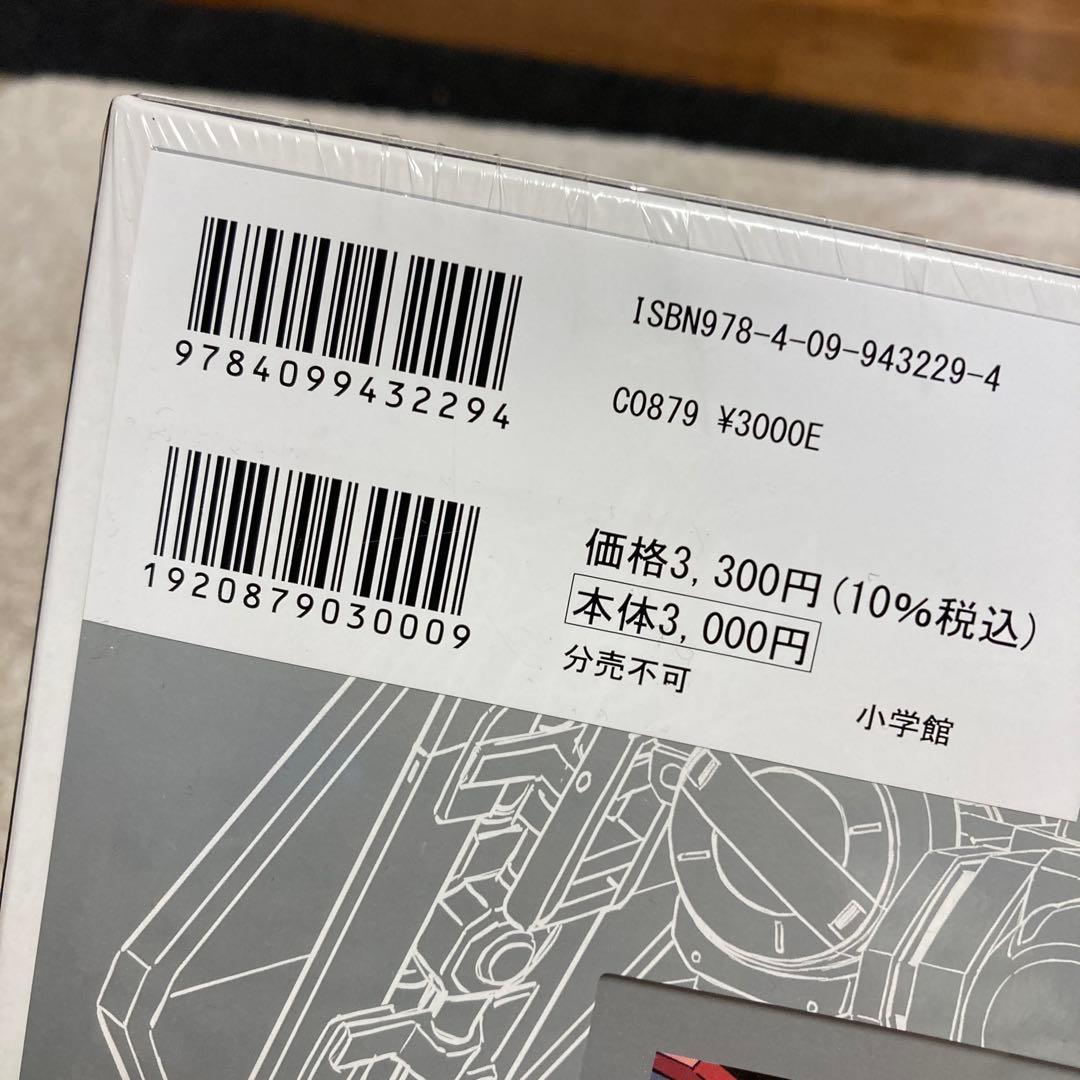 9784099432294
ISBN978-4-09-943229-4
C0879 ¥3000E
1920879030009
価格3,300円(10%税込)
本体3,000円
分売不可
小学館